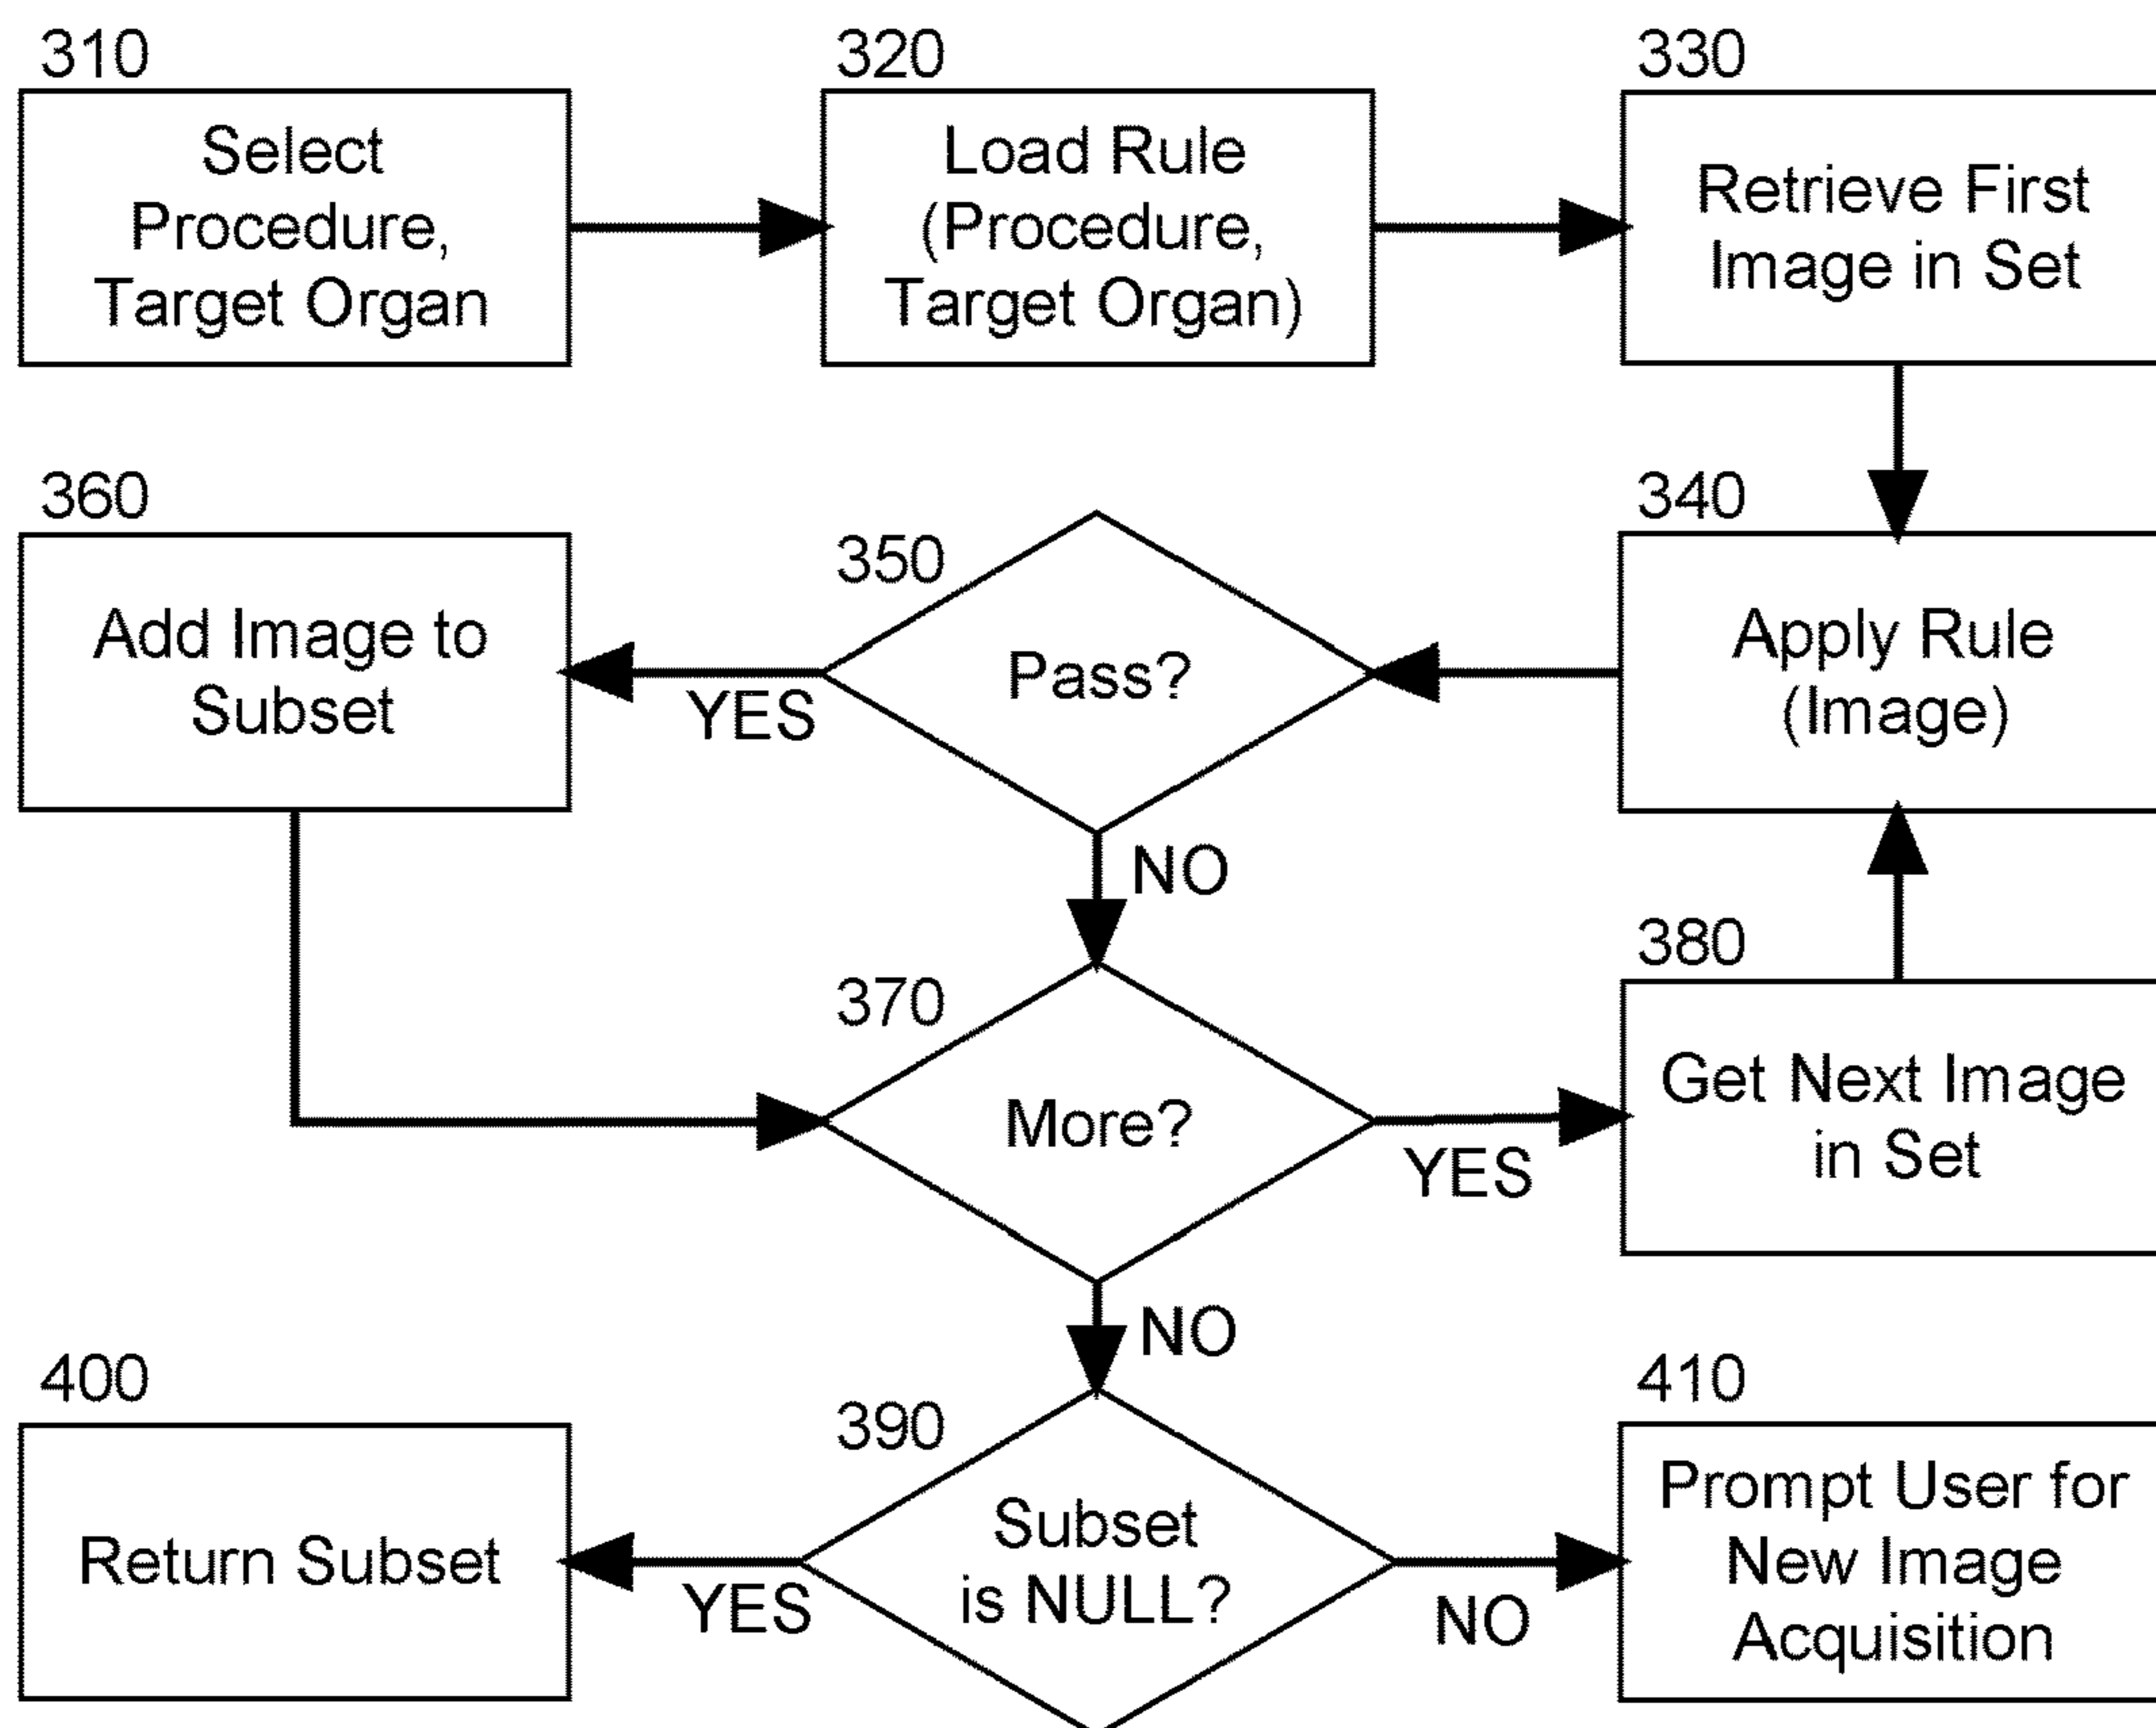 310
Select
Procedure,
Target Organ
320
Load Rule
(Procedure,
Target Organ)
330
Retrieve First
Image in Set
360
Add Image to
Subset
350
Pass?
YES
NO
340
Apply Rule
(Image)
370
More?
YES
NO
380
Get Next Image
in Set
400
Return Subset
390
Subset
is NULL?
YES
NO
410
Prompt User for
New Image
Acquisition